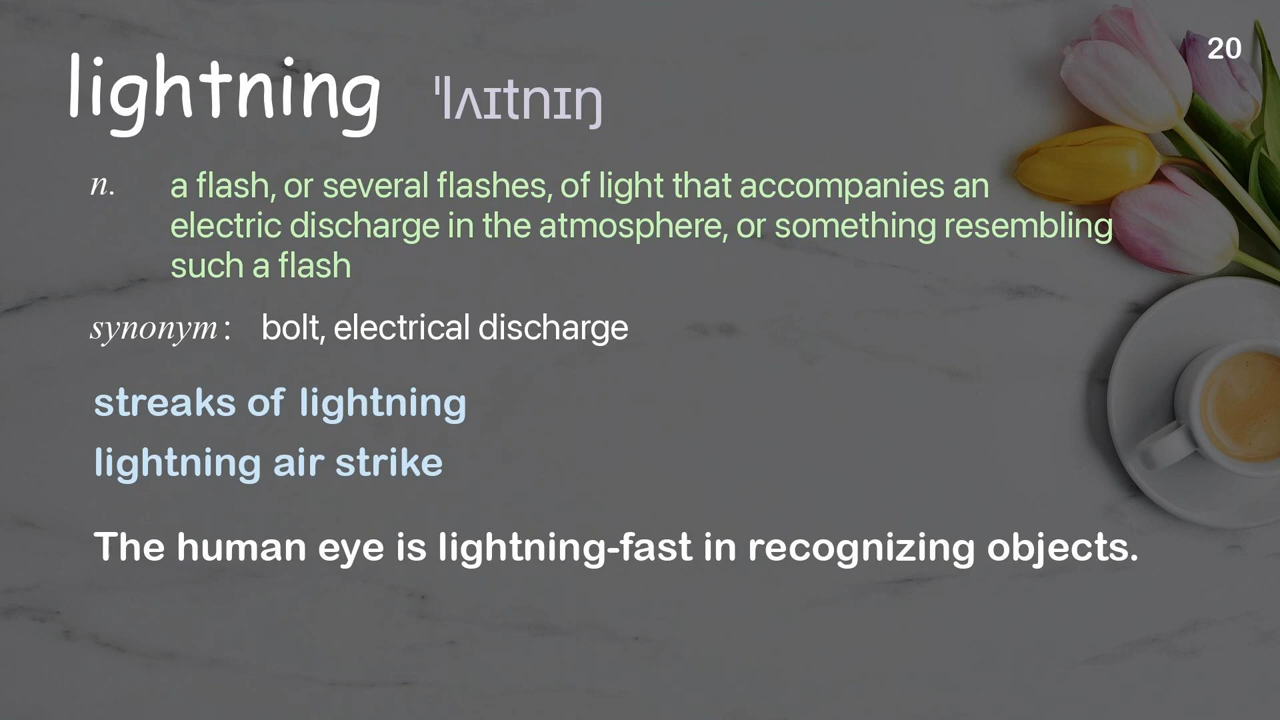 20
lightning ˈlʌɪtnɪŋ
n. a flash, or several flashes, of light that accompanies an
electric discharge in the atmosphere, or something resembling
such a flash
synonym: bolt, electrical discharge
streaks of lightning
lightning air strike
The human eye is lightning-fast in recognizing objects.